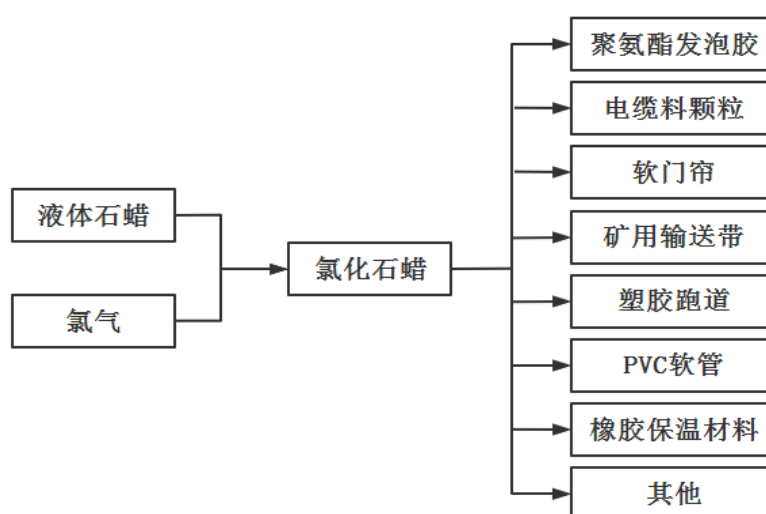 液体石蜡
氯气
氯化石蜡
聚氨酯发泡胶
电缆料颗粒
软门帘
矿用输送带
塑胶跑道
PVC软管
橡胶保温材料
其他